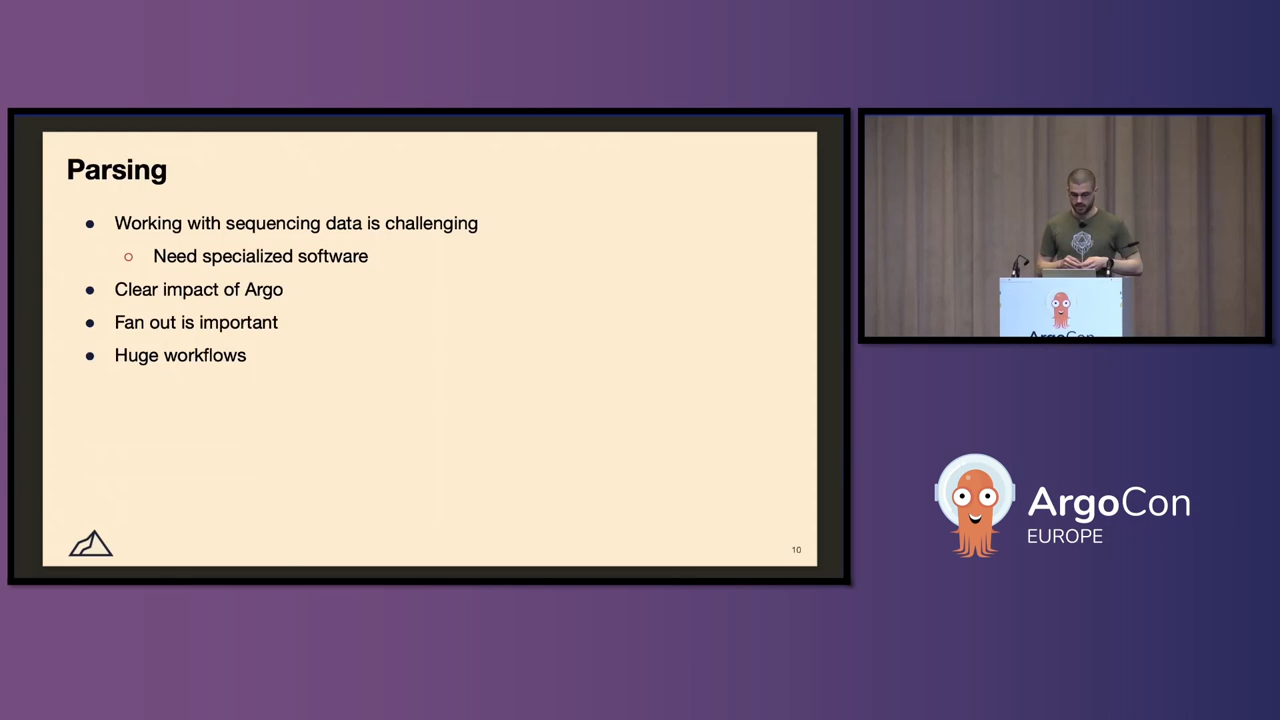 Parsing
Working with sequencing data is challenging
Need specialized software
Clear impact of Argo
Fan out is important
Huge workflows
10
ArgoCon
ArgoCon
EUROPE